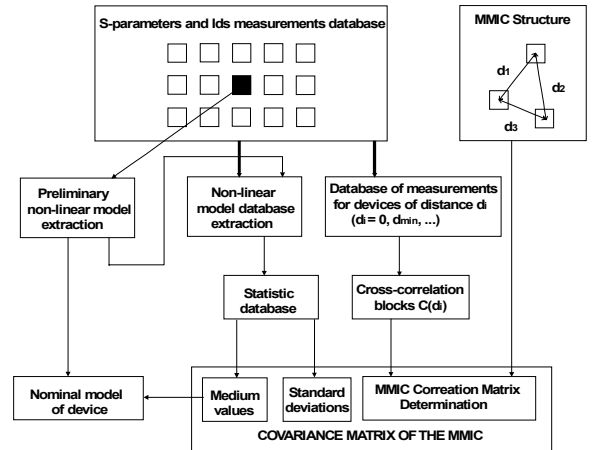 S-parameters and Ids measurements database
MMIC Structure
d1
d2
d3
Preliminary
non-linear model
extraction
Non-linear
model database
extraction
Database of measurements
for devices of distance di
(di = 0, dmin, ...)
Statistic
database
Cross-correlation
blocks C(di)
Nominal model
of device
Medium
values
Standard
deviations
MMIC Correation Matrix
Determination
COVARIANCE MATRIX OF THE MMIC